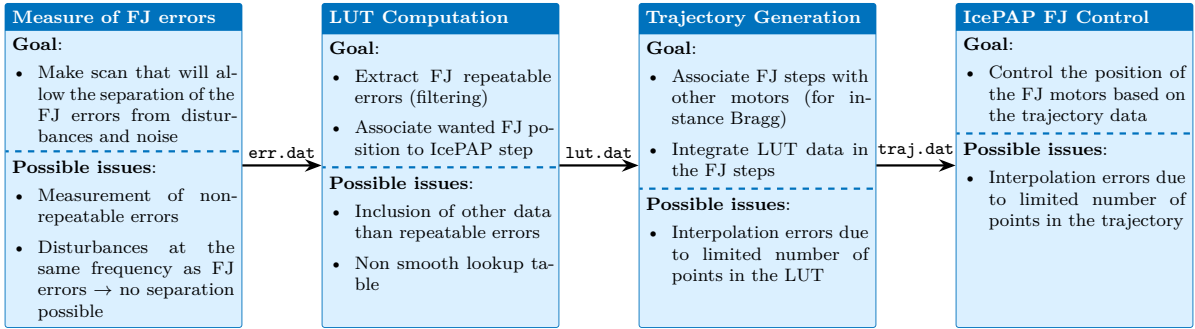 Measure of FJ errors
Goal:
• Make scan that will al-
low the separation of the
FJ errors from distur-
bances and noise
Possible issues:
• Measurement of non-
repeatable errors
• Disturbances at the
same frequency as FJ
errors → no separation
possible
err.dat
LUT Computation
Goal:
• Extract FJ repeatable
errors (filtering)
• Associate wanted FJ po-
sition to IcePAP step
Possible issues:
• Inclusion of other data
than repeatable errors
• Non smooth lookup ta-
ble
lut.dat
Trajectory Generation
Goal:
• Associate FJ steps with
other motors (for in-
stance Bragg)
• Integrate LUT data in
the FJ steps
Possible issues:
• Interpolation errors due
to limited number of
points in the LUT
traj.dat
IcePAP FJ Control
Goal:
• Control the position of
the FJ motors based on
the trajectory data
Possible issues:
• Interpolation errors due
to limited number of
points in the trajectory